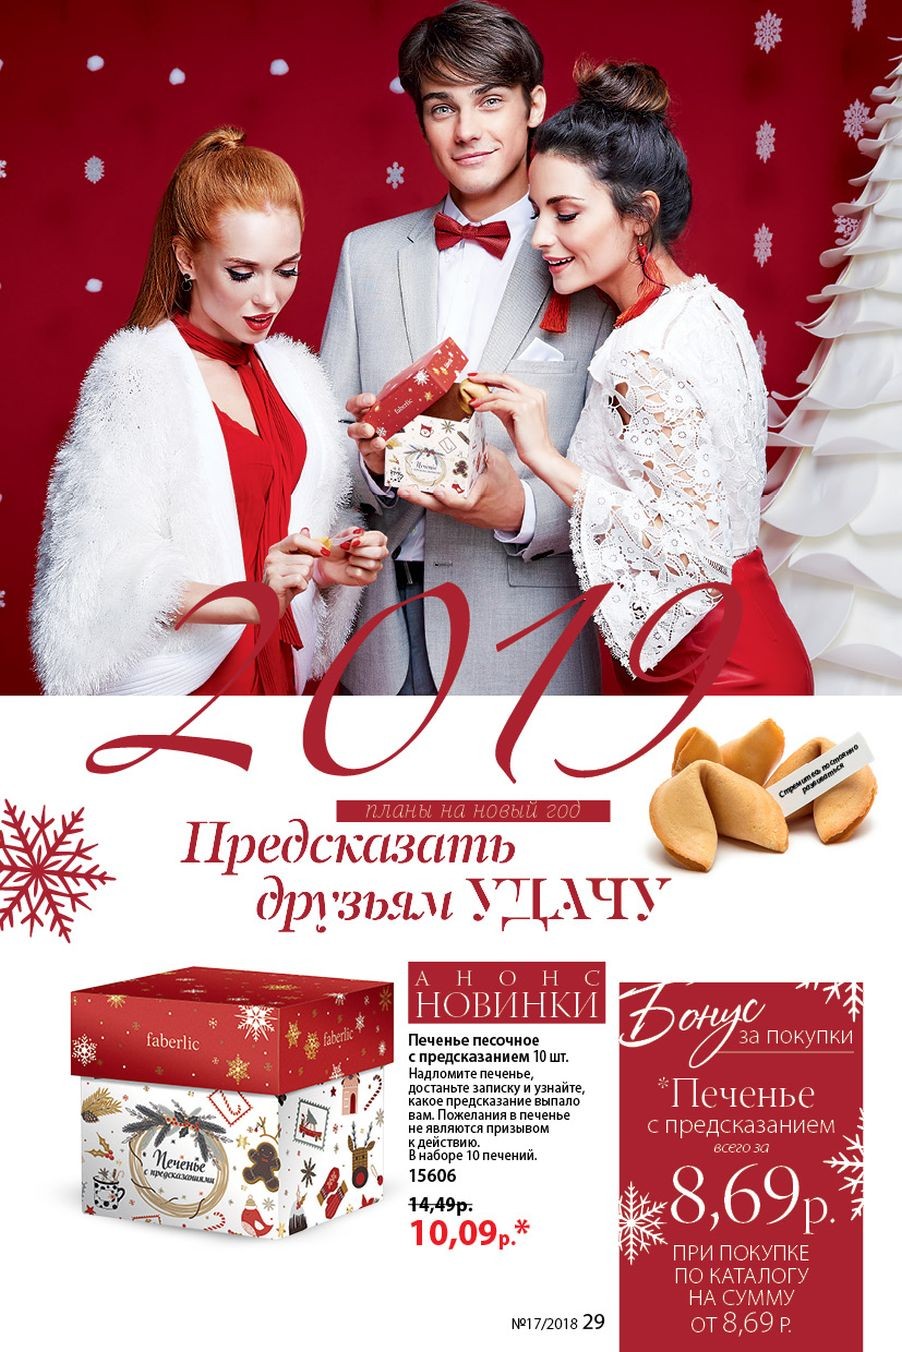 faberlic
Печенье
2019
Стремитесь постоянно
развиваться
планы на новый год
Предсказать
друзьям УДАЧУ
АНОНС
НОВИНКИ
Печенье песочное
с предсказанием 10 шт.
Надломите печенье,
достаньте записку и узнайте,
какое предсказание выпало
вам. Пожелания в печенье
не являются призывом
к действию.
В наборе 10 печений.
15606
14,49р.
10,09р.*
faberlic
faberlic
Печенье
с предсказаниями
Бонус
за покупки
*Печенье
с предсказанием
всего за
8,69р.
ПРИ ПОКУПКЕ
ПО КАТАЛОГУ
НА СУММУ
ОТ 8,69 Р.
№17/2018 29